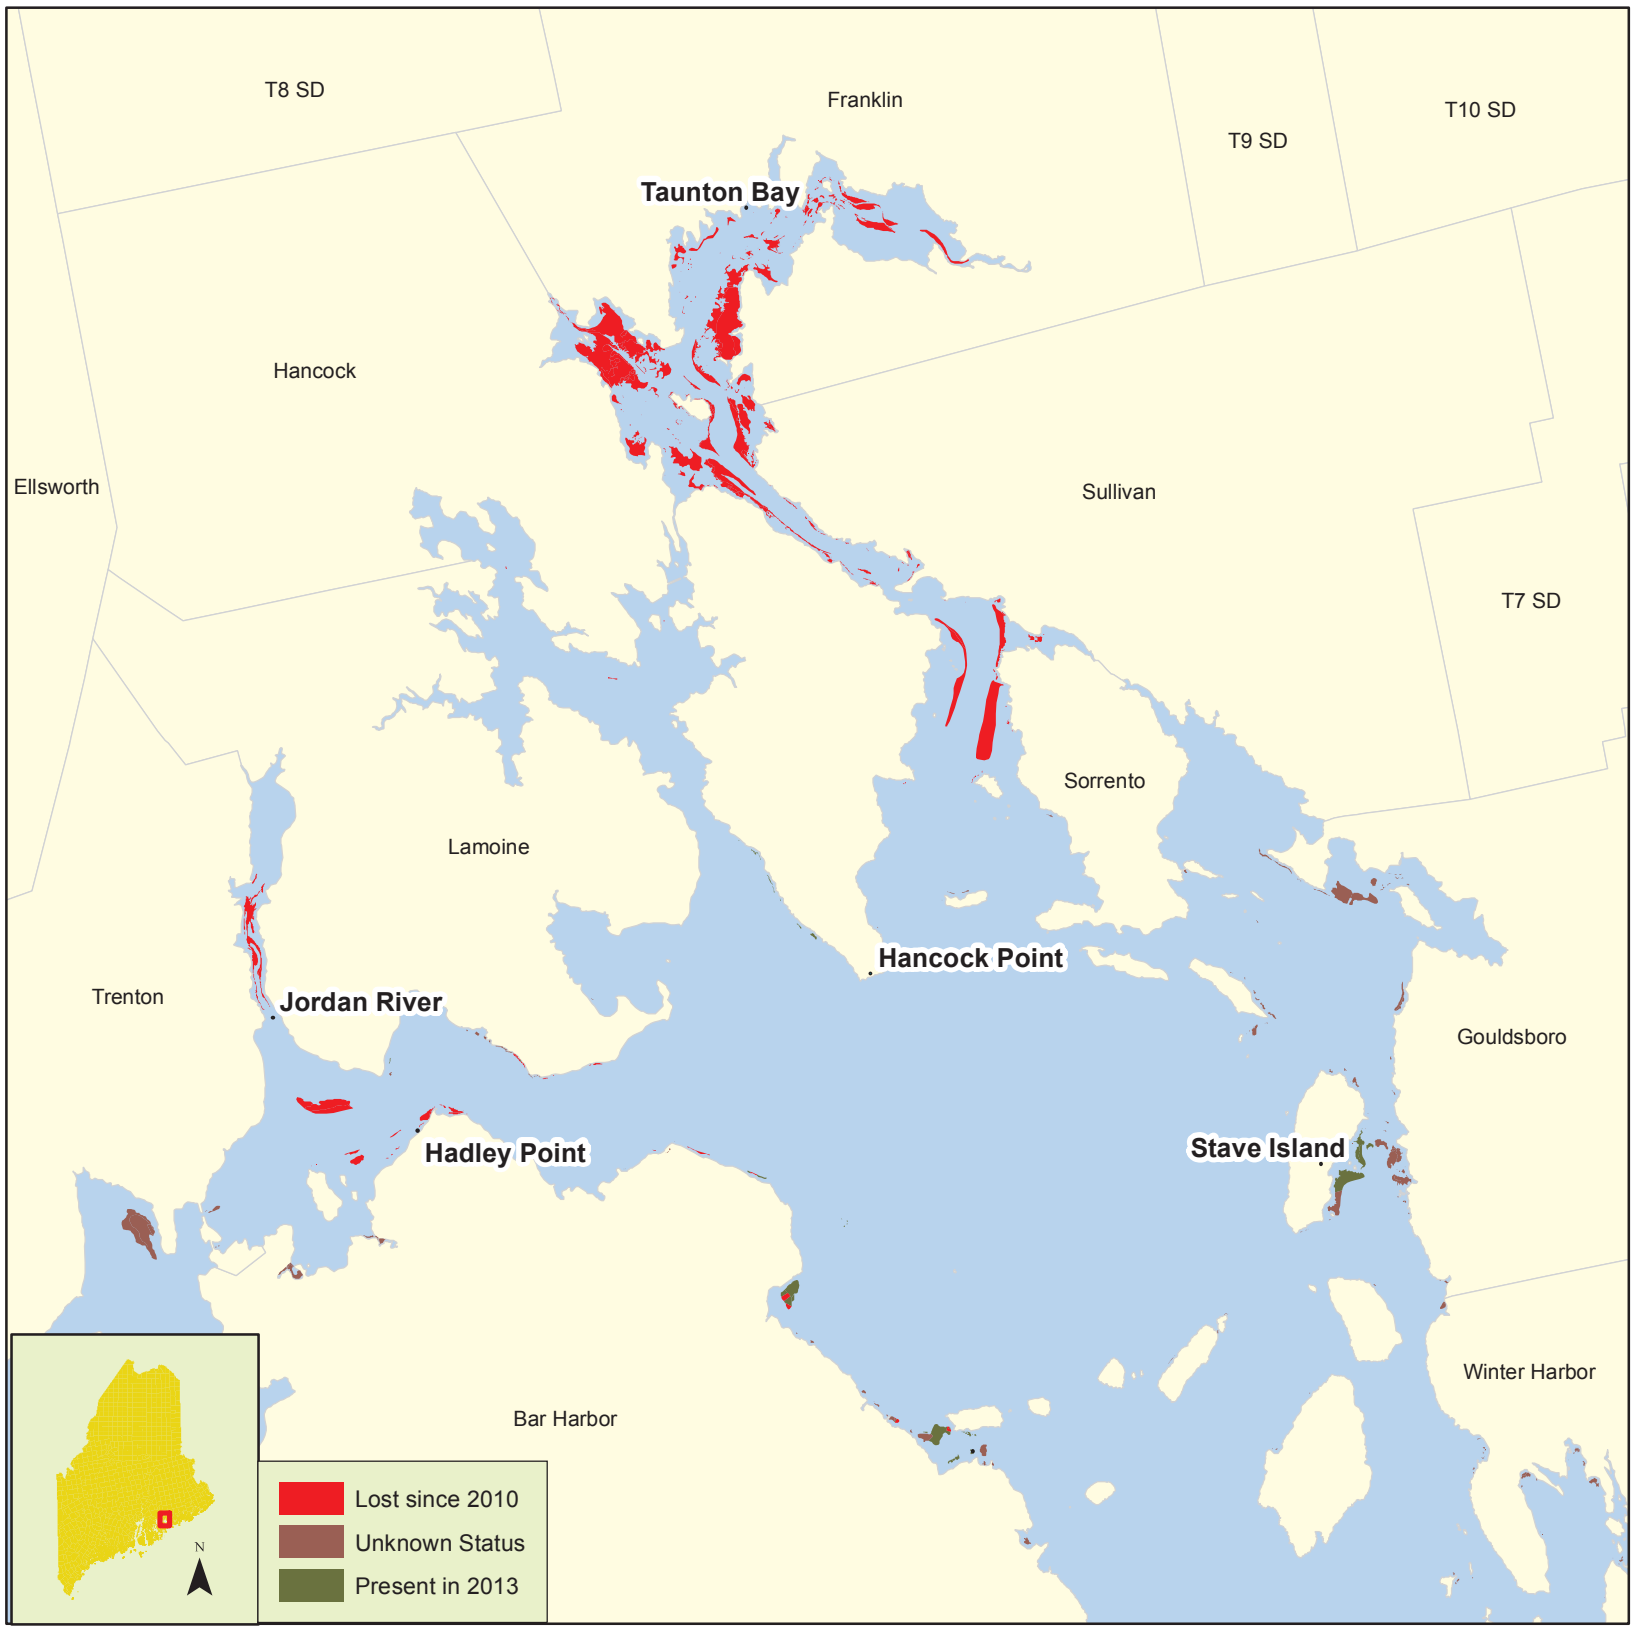 T8 SD
Franklin
T9 SD
T10 SD
Taunton Bay
Hancock
Ellsworth
Sullivan
T7 SD
Sorrento
Lamoine
Hancock Point
Trenton
Jordan River
Gouldsboro
Hadley Point
Stave Island
Winter Harbor
Bar Harbor
Lost since 2010
Unknown Status
Present in 2013
N